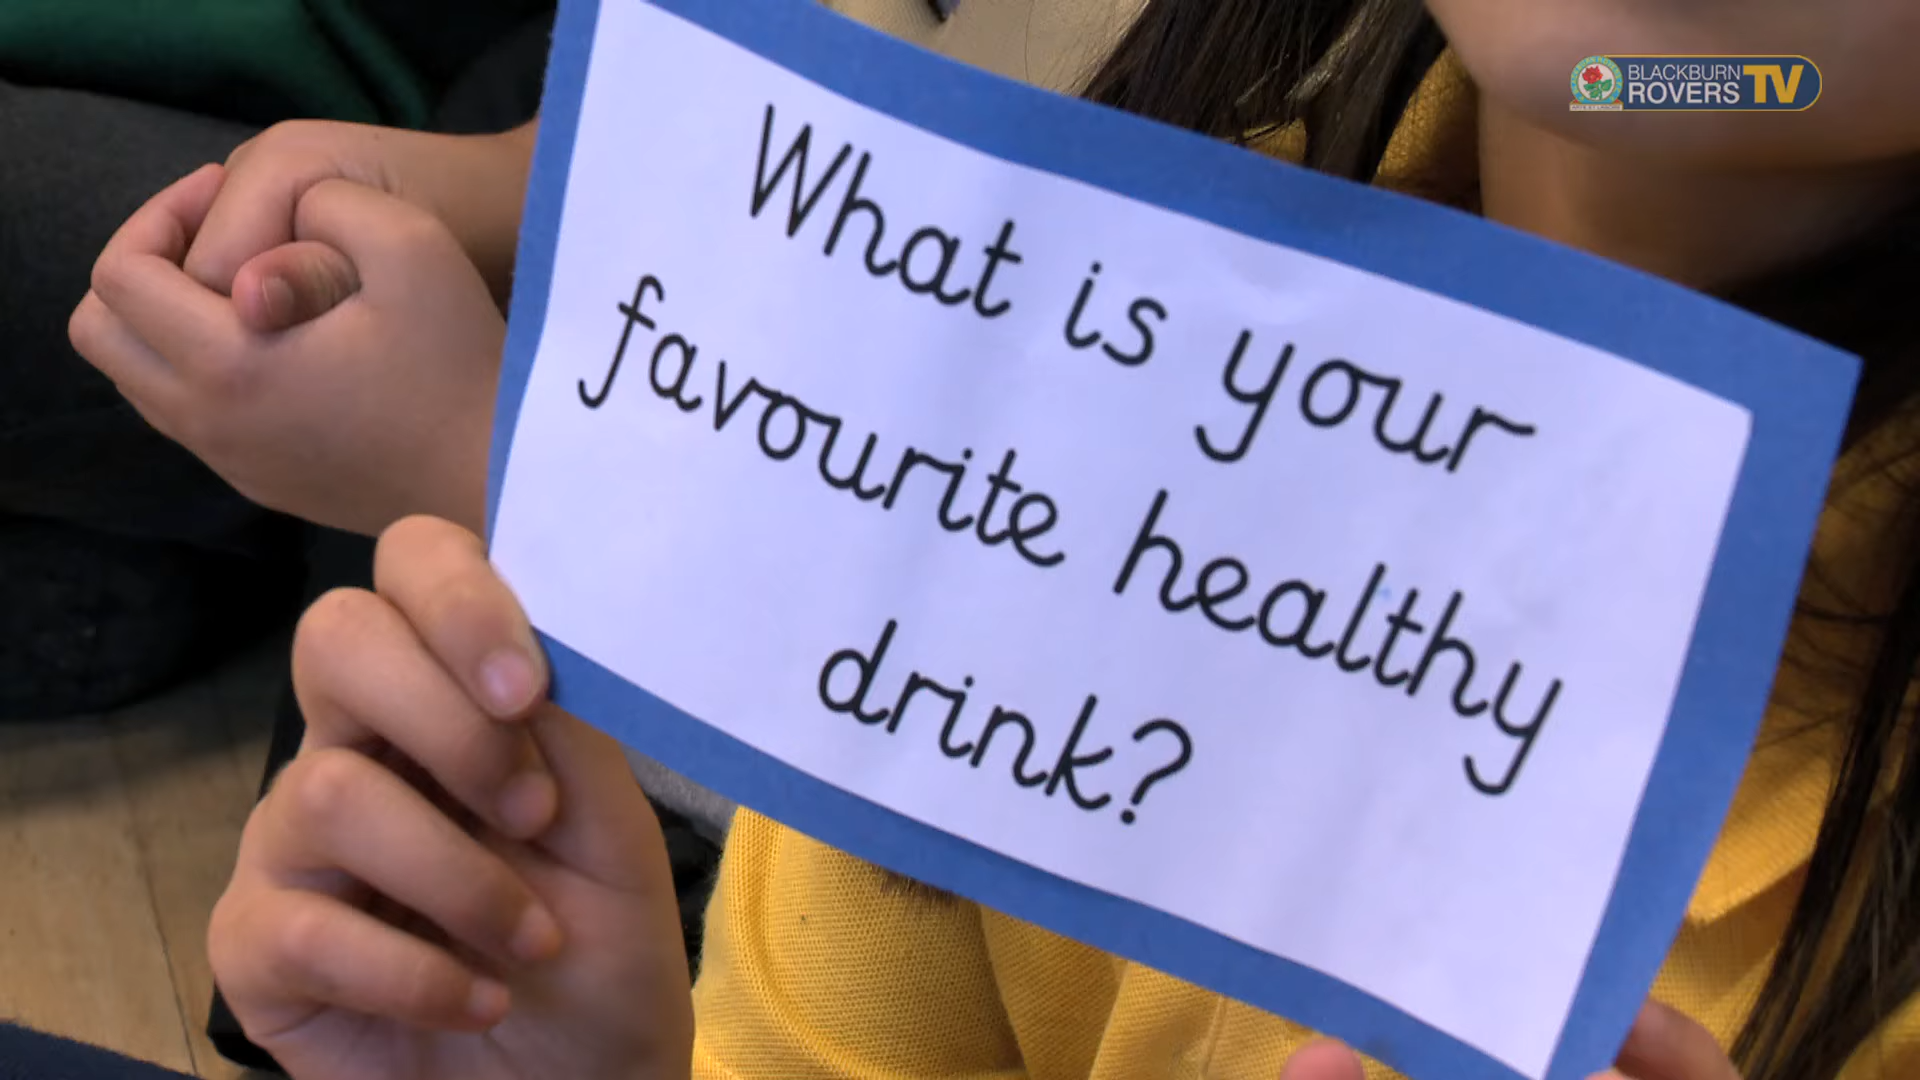 What is your
favourite healthy
drink?
BLACKBURN
ROVERS TV